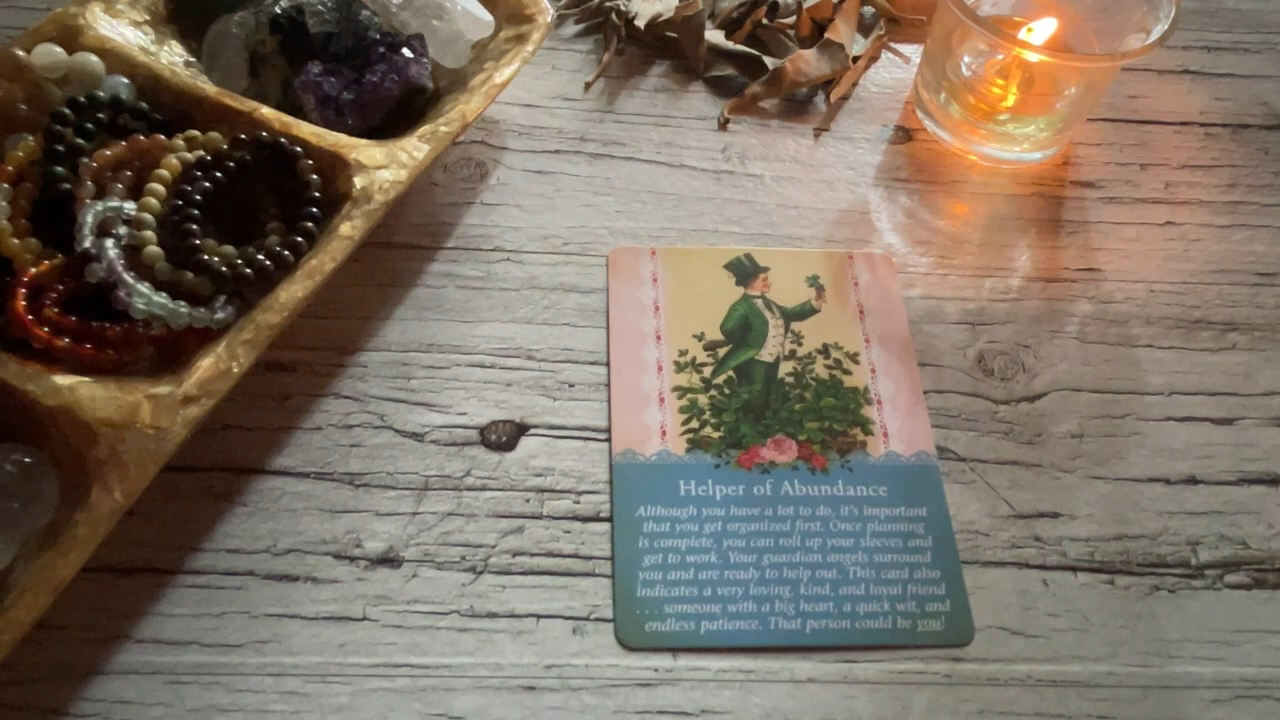 Helper of Abundance
Although you have a lot to do, it's important
that you get organized first. Once planning
is complete, you can roll up your sleeves and
get to work. Your guardian angels surround
you and are ready to help out. This card also
indicates a very loving, kind, and loyal friend
. . . someone with a big heart, a quick wit, and
endless patience. That person could be you!